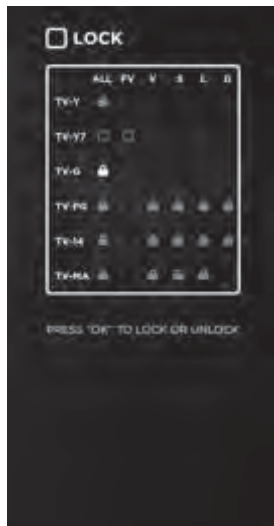 LOCK
ALL FV V S L D
TV-Y
TV-Y7
TV-G
TV-PG
TV-14
TV-MA
PRESS "OK" TO LOCK OR UNLOCK